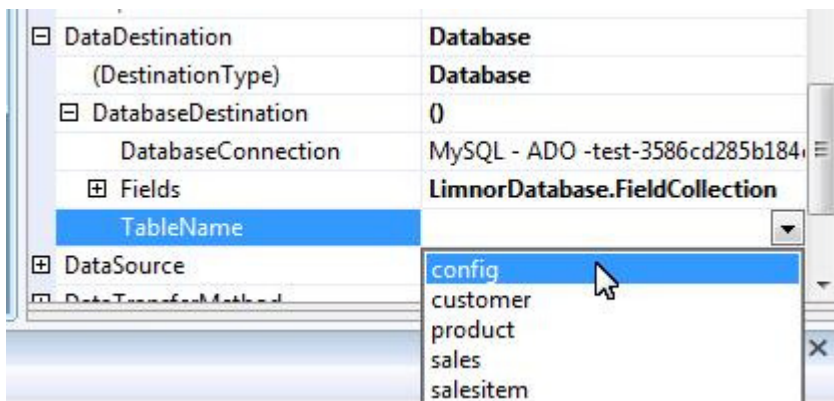 DataDestination Database
(DestinationType) Database
DatabaseDestination ()
DatabaseConnection MySQL - ADO -test-3586cd285b184
Fields LimnorDatabase.FieldCollection
TableName
DataSource
DataTransferMethod
config
customer
product
sales
salesitem